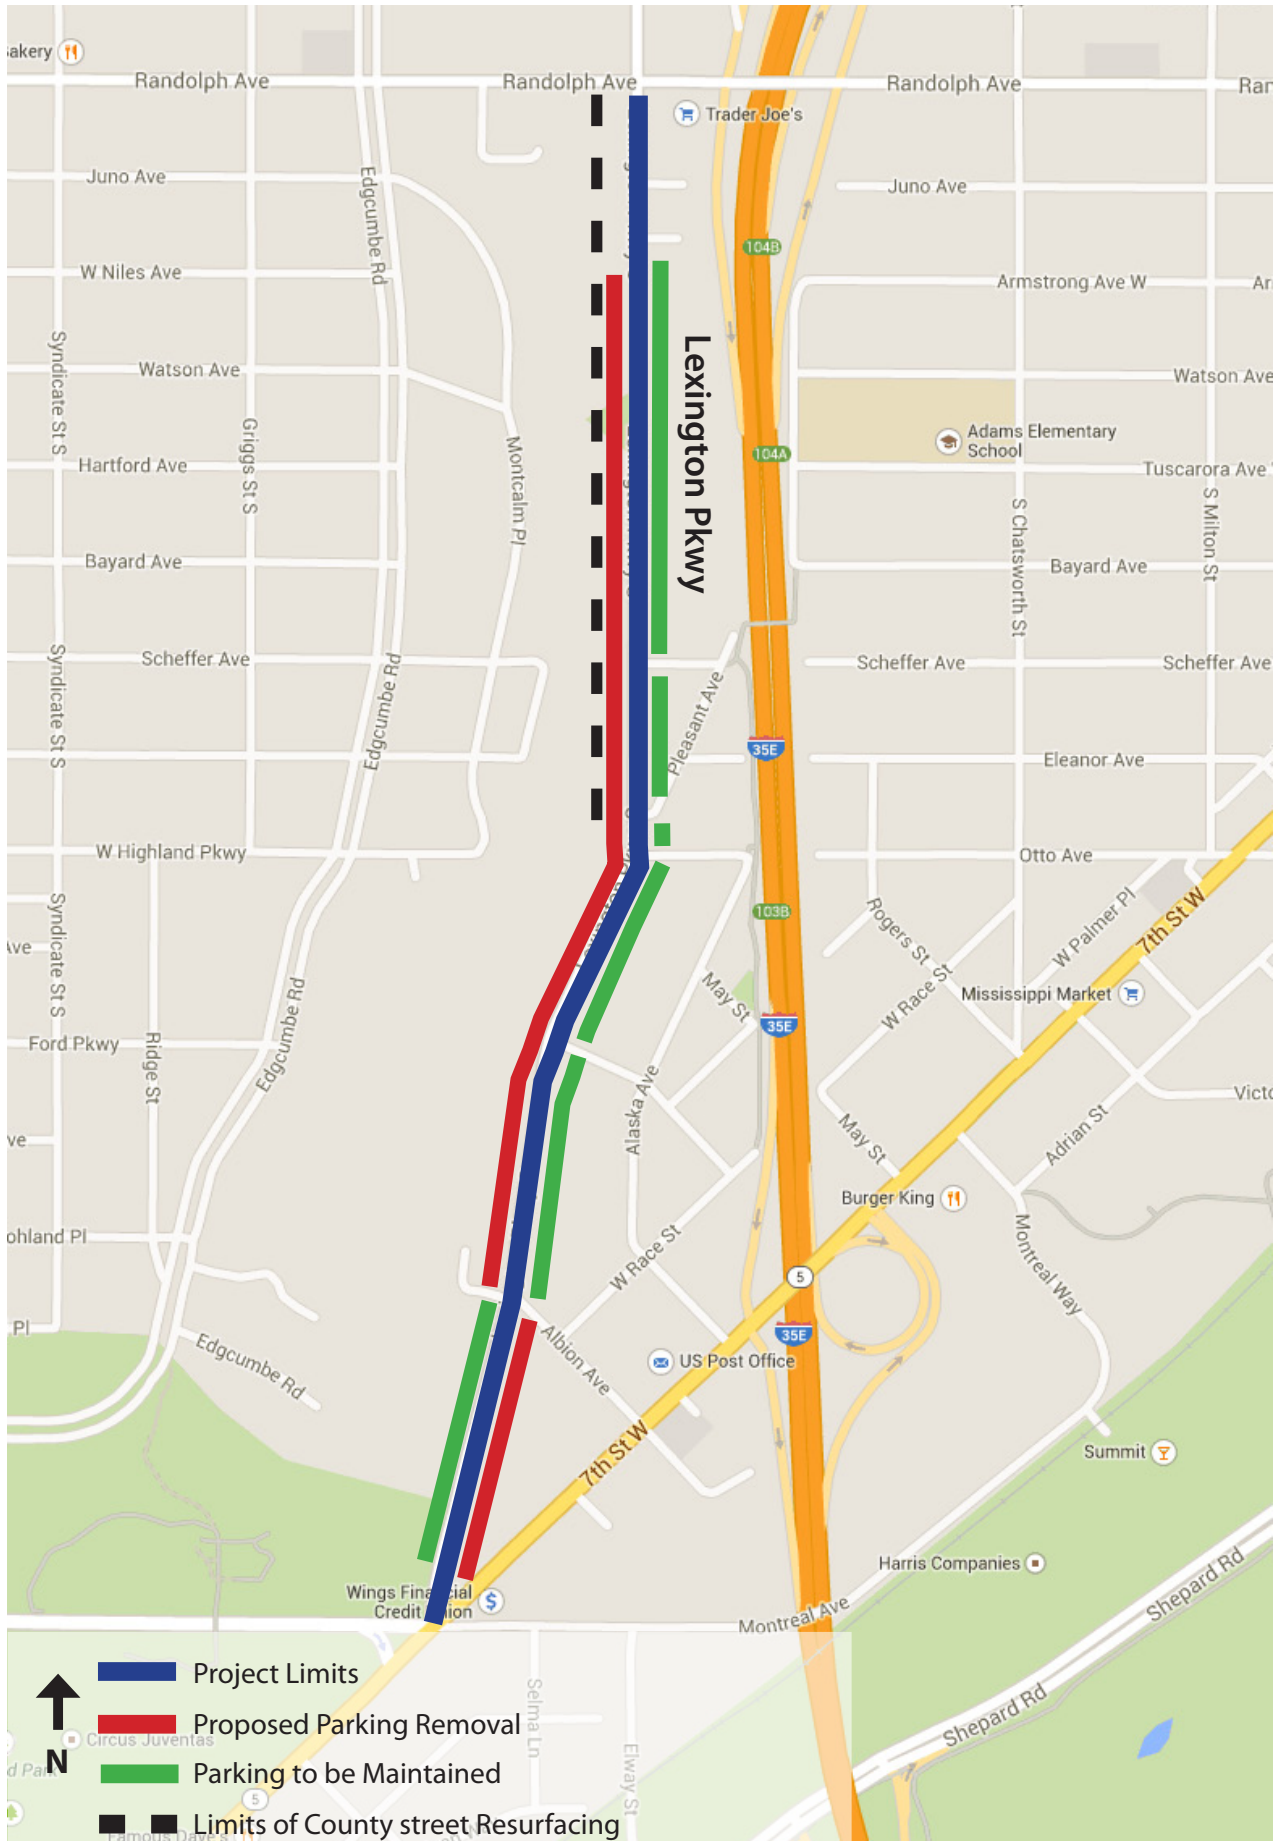 akery
Randolph Ave
Randolph Ave
Randolph Ave
Ran
Trader Joe's
Juno Ave
Juno Ave
Edgcumbe Rd
104B
W Niles Ave
Armstrong Ave W
Ar
Syndicate St S
Watson Ave
Lexington Pkwy
Watson Ave
Griggs St S
Montcalm Pl
Adams Elementary
School
104A
Hartford Ave
Tuscarora Ave
S Chatsworth St
S Milton St
Bayard Ave
Bayard Ave
Syndicate St S
Scheffer Ave
Edgcumbe Rd
Scheffer Ave
Scheffer Ave
Pleasant Ave
35E
Eleanor Ave
W Highland Pkwy
Otto Ave
Syndicate St S
103B
Rogers St
W Palmer Pl
7th St W
Ave
May St
W Race St
Mississippi Market
35E
Ford Pkwy
Ridge St
Edgcumbe Rd
Alaska Ave
Victo
ve
May St
Adrian St
Burger King
ohland Pl
W Race St
Montreal Way
5
Pl
35E
Edgcumbe Rd
Albion Ave
US Post Office
7th St W
Summit
Harris Companies
Wings Fina cial
Credit ion
Montreal Ave
Shepard Rd
Project Limits
Selma Ln
Shepard Rd
Proposed Parking Removal
Circus Juventas
N
Elway St
d Park
Parking to be Maintained
5
Limits of County street Resurfacing
Famous Dave's